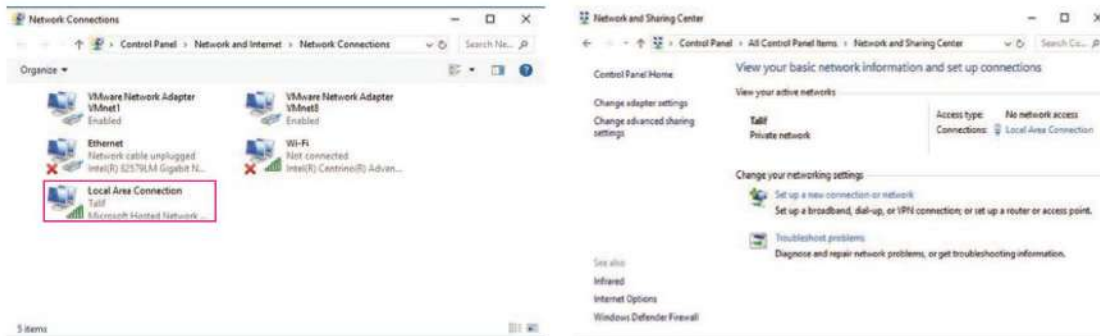 Network Connections
Control Panel > Network and Internet > Network Connections
Search Ne...
Organize
VMware Network Adapter
VMnet1
Enabled
VMware Network Adapter
VMnet8
Enabled
Ethernet
Network cable unplugged
Intel(R) 82579LM Gigabit N...
Wi-Fi
Not connected
Intel(R) Centrino(R) Advan...
Local Area Connection
Talif
Microsoft Hosted Network ...
5 items
Network and Sharing Center
Control Panel > All Control Panel Items > Network and Sharing Center
Search Co...
Control Panel Home
Change adapter settings
Change advanced sharing
settings
See also
Infrared
Internet Options
Windows Defender Firewall
View your basic network information and set up connections
View your active networks
Talif
Private network
Access type: No network access
Connections: Local Area Connection
Change your networking settings
Set up a new connection or network
Set up a broadband, dial-up, or VPN connection; or set up a router or access point.
Troubleshoot problems
Diagnose and repair network problems, or get troubleshooting information.